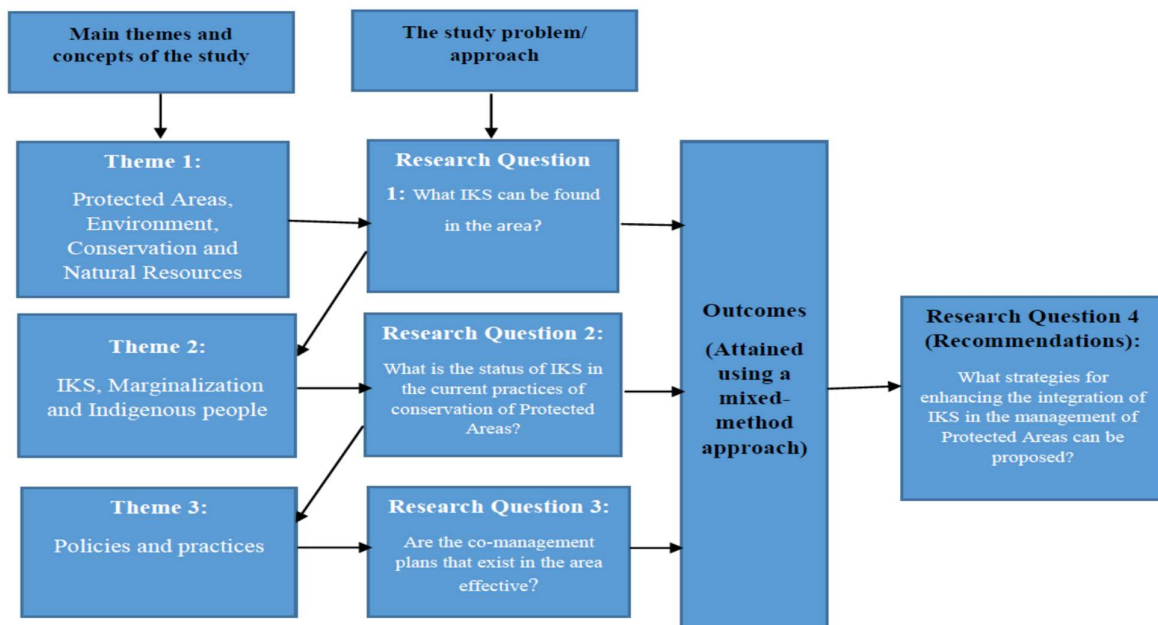 Main themes and
concepts of the study
The study problem/
approach
Theme 1:
Protected Areas,
Environment,
Conservation and
Natural Resources
Research Question
1: What IKS can be found
in the area?
Theme 2:
IKS, Marginalization
and Indigenous people
Research Question 2:
What is the status of IKS in
the current practices of
conservation of Protected
Areas?
Theme 3:
Policies and practices
Research Question 3:
Are the co-management
plans that exist in the area
effective?
Outcomes
(Attained
using a
mixed-
method
approach)
Research Question 4
(Recommendations):
What strategies for
enhancing the integration of
IKS in the management of
Protected Areas can be
proposed?